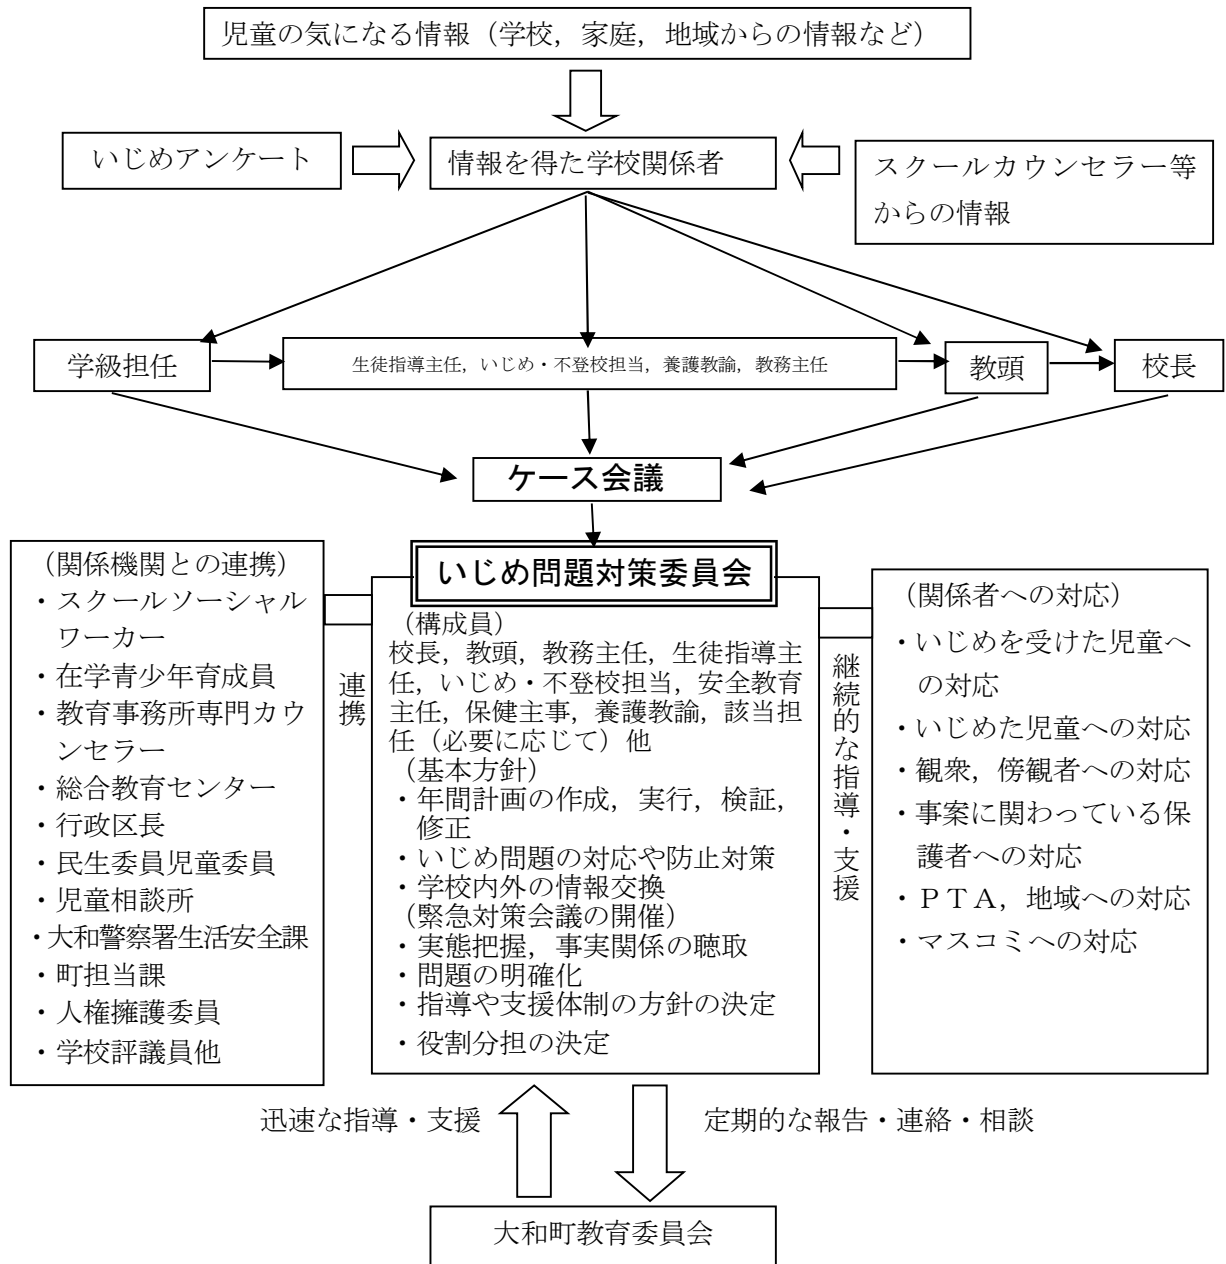 児童の気になる情報（学校，家庭，地域からの情報など）
いじめアンケート
情報を得た学校関係者
スクールカウンセラー等
からの情報
学級担任
生徒指導主任，いじめ・不登校担当，養護教諭，教務主任
教頭
校長
ケース会議
いじめ問題対策委員会
（関係機関との連携）
・スクールソーシャル
ワーカー
・在学青少年育成員
・教育事務所専門カウ
ンセラー
・総合教育センター
・行政区長
・民生委員児童委員
・児童相談所
・大和警察署生活安全課
・町担当課
・人権擁護委員
・学校評議員他
連携
（構成員）
校長，教頭，教務主任，生徒指導主
任，いじめ・不登校担当，安全教育
主任，保健主事，養護教諭，該当担
任（必要に応じて）他
（基本方針）
・年間計画の作成，実行，検証，
修正
・いじめ問題の対応や防止対策
・学校内外の情報交換
（緊急対策会議の開催）
・実態把握，事実関係の聴取
・問題の明確化
・指導や支援体制の方針の決定
・役割分担の決定
継続的な指導・支援
（関係者への対応）
・いじめを受けた児童へ
の対応
・いじめた児童への対応
・観衆，傍観者への対応
・事案に関わっている保
護者への対応
・ＰＴＡ，地域への対応
・マスコミへの対応
迅速な指導・支援
定期的な報告・連絡・相談
大和町教育委員会